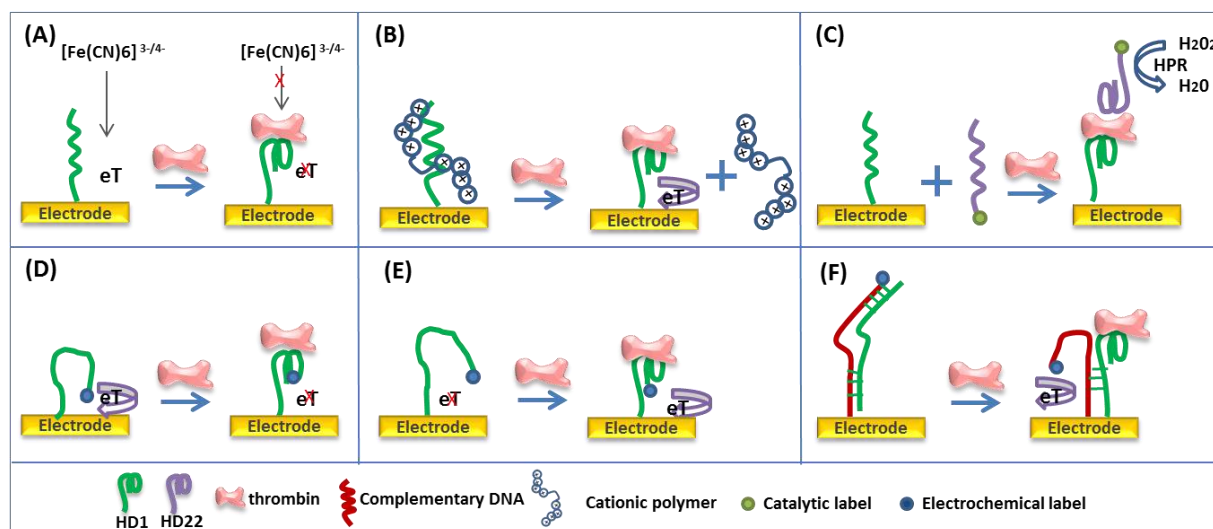 (A)
[Fe(CN)6] 3-/4-
[Fe(CN)6] 3-/4-
X
eT
eT
X
Electrode
Electrode
(B)
+ + + + + + + +
+ + + + + + + +
eT
+
Electrode
Electrode
(C)
H202
HPR
H20
+
Electrode
Electrode
(D)
eT
eT
X
Electrode
Electrode
(E)
eT
X
eT
Electrode
Electrode
(F)
eT
Electrode
Electrode
HD1
HD22
thrombin
Complementary DNA
Cationic polymer
Catalytic label
Electrochemical label